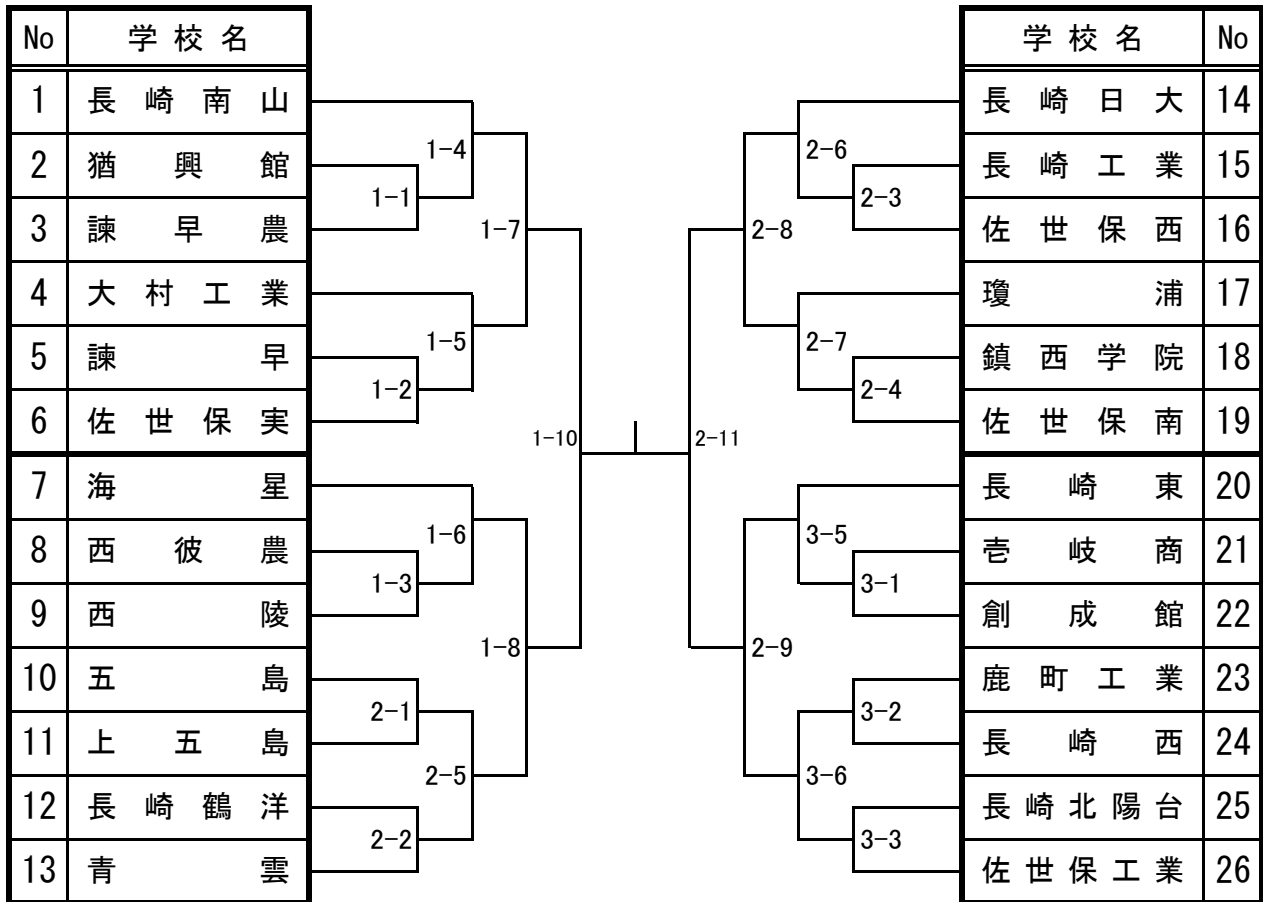 No 学校名 学校名 No
1 長崎南山 長崎日大 14
1-4 2-6
2 猶興館 長崎工業 15
1-1 2-3
3 諫早農 1-7 2-8 佐世保西 16
4 大村工業 瓊浦 17
1-5 2-7
5 諫早 鎮西学院 18
1-2 2-4
6 佐世保実 佐世保南 19
1-10 2-11
7 海星 長崎東 20
1-6 3-5
8 西彼農 壱岐商 21
1-3 3-1
9 西陵 創成館 22
1-8 2-9
10 五島 鹿町工業 23
2-1 3-2
11 上五島 長崎西 24
2-5 3-6
12 長崎鶴洋 長崎北陽台 25
2-2 3-3
13 青雲 佐世保工業 26